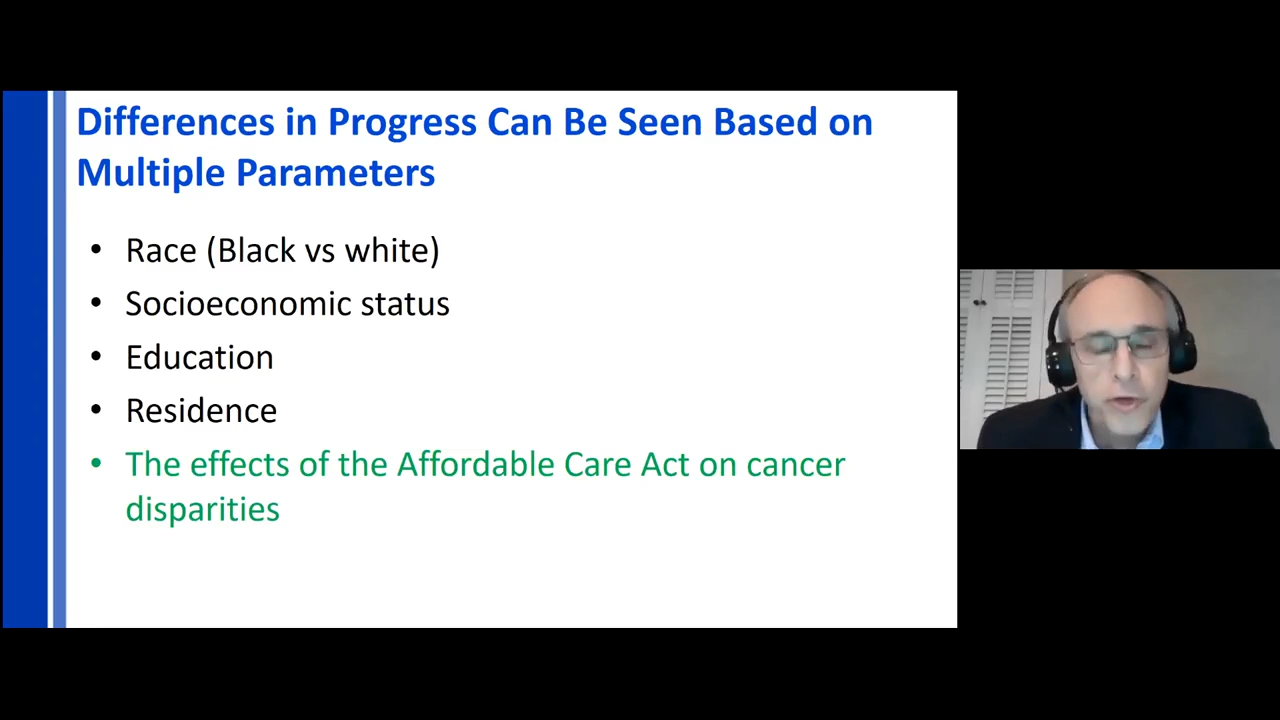 Differences in Progress Can Be Seen Based on
Multiple Parameters
• Race (Black vs white)
• Socioeconomic status
• Education
• Residence
• The effects of the Affordable Care Act on cancer
disparities